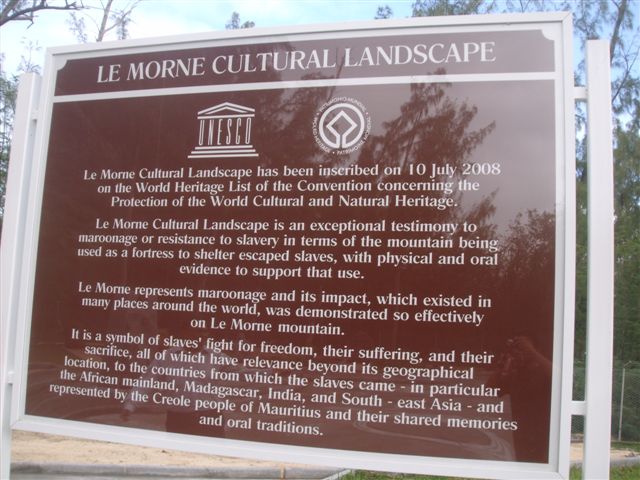 LE MORNE CULTURAL LANDSCAPE
UNESCO
PATRIMONIO MUNDIAL
WORLD HERITAGE
PATRIMOINE MONDIAL
Le Morne Cultural Landscape has been inscribed on 10 July 2008
on the World Heritage List of the Convention concerning the
Protection of the World Cultural and Natural Heritage.
Le Morne Cultural Landscape is an exceptional testimony to
maroonage or resistance to slavery in terms of the mountain being
used as a fortress to shelter escaped slaves, with physical and oral
evidence to support that use.
Le Morne represents maroonage and its impact, which existed in
many places around the world, was demonstrated so effectively
on Le Morne mountain.
It is a symbol of slaves' fight for freedom, their suffering, and their
sacrifice, all of which have relevance beyond its geographical
location, to the countries from which the slaves came - in particular
the African mainland, Madagascar, India, and South - east Asia - and
represented by the Creole people of Mauritius and their shared memories
and oral traditions.